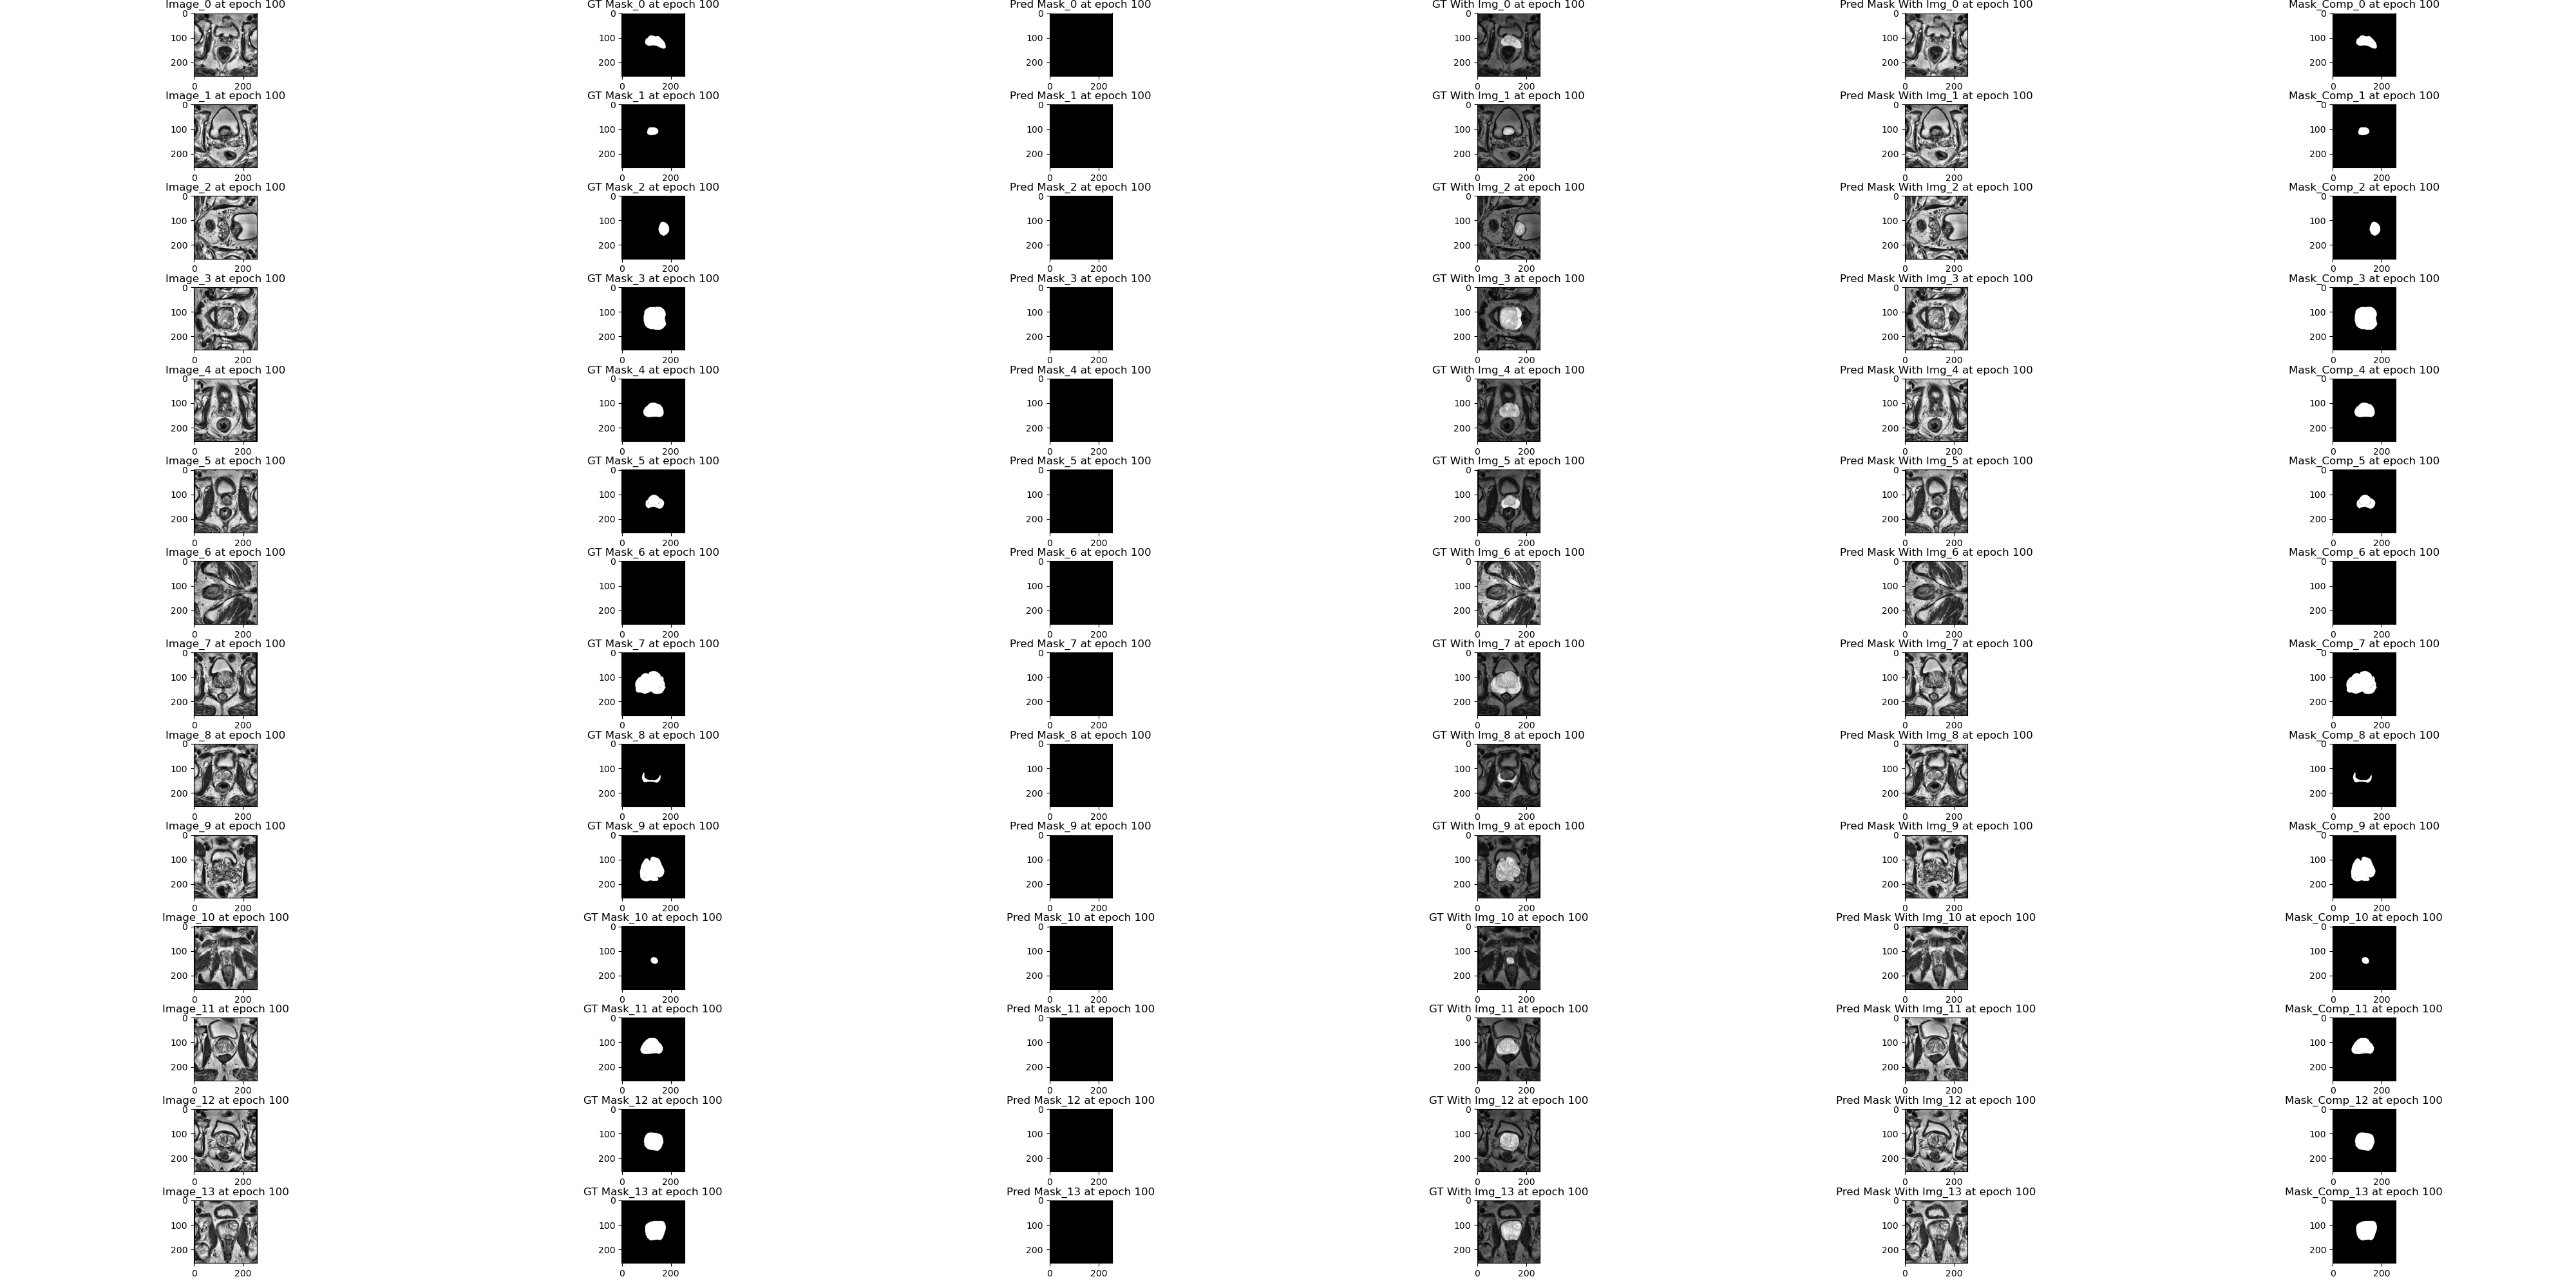 Image_0 at epoch 100 GT Mask_0 at epoch 100 Pred Mask_0 at epoch 100 GT With Img_0 at epoch 100 Pred Mask With Img_0 at epoch 100 Mask_Comp_0 at epoch 100
0 0 0 0 0 0
100 100 100 100 100 100
200 200 200 200 200 200
0 200 0 200 0 200 0 200 0 200 0 200
Image_1 at epoch 100 GT Mask_1 at epoch 100 Pred Mask_1 at epoch 100 GT With Img_1 at epoch 100 Pred Mask With Img_1 at epoch 100 Mask_Comp_1 at epoch 100
0 0 0 0 0 0
100 100 100 100 100 100
200 200 200 200 200 200
0 200 0 200 0 200 0 200 0 200 0 200
Image_2 at epoch 100 GT Mask_2 at epoch 100 Pred Mask_2 at epoch 100 GT With Img_2 at epoch 100 Pred Mask With Img_2 at epoch 100 Mask_Comp_2 at epoch 100
0 0 0 0 0 0
100 100 100 100 100 100
200 200 200 200 200 200
0 200 0 200 0 200 0 200 0 200 0 200
Image_3 at epoch 100 GT Mask_3 at epoch 100 Pred Mask_3 at epoch 100 GT With Img_3 at epoch 100 Pred Mask With Img_3 at epoch 100 Mask_Comp_3 at epoch 100
0 0 0 0 0 0
100 100 100 100 100 100
200 200 200 200 200 200
0 200 0 200 0 200 0 200 0 200 0 200
Image_4 at epoch 100 GT Mask_4 at epoch 100 Pred Mask_4 at epoch 100 GT With Img_4 at epoch 100 Pred Mask With Img_4 at epoch 100 Mask_Comp_4 at epoch 100
0 0 0 0 0 0
100 100 100 100 100 100
200 200 200 200 200 200
0 200 0 200 0 200 0 200 0 200 0 200
Image_5 at epoch 100 GT Mask_5 at epoch 100 Pred Mask_5 at epoch 100 GT With Img_5 at epoch 100 Pred Mask With Img_5 at epoch 100 Mask_Comp_5 at epoch 100
0 0 0 0 0 0
100 100 100 100 100 100
200 200 200 200 200 200
0 200 0 200 0 200 0 200 0 200 0 200
Image_6 at epoch 100 GT Mask_6 at epoch 100 Pred Mask_6 at epoch 100 GT With Img_6 at epoch 100 Pred Mask With Img_6 at epoch 100 Mask_Comp_6 at epoch 100
0 0 0 0 0 0
100 100 100 100 100 100
200 200 200 200 200 200
0 200 0 200 0 200 0 200 0 200 0 200
Image_7 at epoch 100 GT Mask_7 at epoch 100 Pred Mask_7 at epoch 100 GT With Img_7 at epoch 100 Pred Mask With Img_7 at epoch 100 Mask_Comp_7 at epoch 100
0 0 0 0 0 0
100 100 100 100 100 100
200 200 200 200 200 200
0 200 0 200 0 200 0 200 0 200 0 200
Image_8 at epoch 100 GT Mask_8 at epoch 100 Pred Mask_8 at epoch 100 GT With Img_8 at epoch 100 Pred Mask With Img_8 at epoch 100 Mask_Comp_8 at epoch 100
0 0 0 0 0 0
100 100 100 100 100 100
200 200 200 200 200 200
0 200 0 200 0 200 0 200 0 200 0 200
Image_9 at epoch 100 GT Mask_9 at epoch 100 Pred Mask_9 at epoch 100 GT With Img_9 at epoch 100 Pred Mask With Img_9 at epoch 100 Mask_Comp_9 at epoch 100
0 0 0 0 0 0
100 100 100 100 100 100
200 200 200 200 200 200
0 200 0 200 0 200 0 200 0 200 0 200
Image_10 at epoch 100 GT Mask_10 at epoch 100 Pred Mask_10 at epoch 100 GT With Img_10 at epoch 100 Pred Mask With Img_10 at epoch 100 Mask_Comp_10 at epoch 100
0 0 0 0 0 0
100 100 100 100 100 100
200 200 200 200 200 200
0 200 0 200 0 200 0 200 0 200 0 200
Image_11 at epoch 100 GT Mask_11 at epoch 100 Pred Mask_11 at epoch 100 GT With Img_11 at epoch 100 Pred Mask With Img_11 at epoch 100 Mask_Comp_11 at epoch 100
0 0 0 0 0 0
100 100 100 100 100 100
200 200 200 200 200 200
0 200 0 200 0 200 0 200 0 200 0 200
Image_12 at epoch 100 GT Mask_12 at epoch 100 Pred Mask_12 at epoch 100 GT With Img_12 at epoch 100 Pred Mask With Img_12 at epoch 100 Mask_Comp_12 at epoch 100
0 0 0 0 0 0
100 100 100 100 100 100
200 200 200 200 200 200
0 200 0 200 0 200 0 200 0 200 0 200
Image_13 at epoch 100 GT Mask_13 at epoch 100 Pred Mask_13 at epoch 100 GT With Img_13 at epoch 100 Pred Mask With Img_13 at epoch 100 Mask_Comp_13 at epoch 100
0 0 0 0 0 0
100 100 100 100 100 100
200 200 200 200 200 200
0 200 0 200 0 200 0 200 0 200 0 200